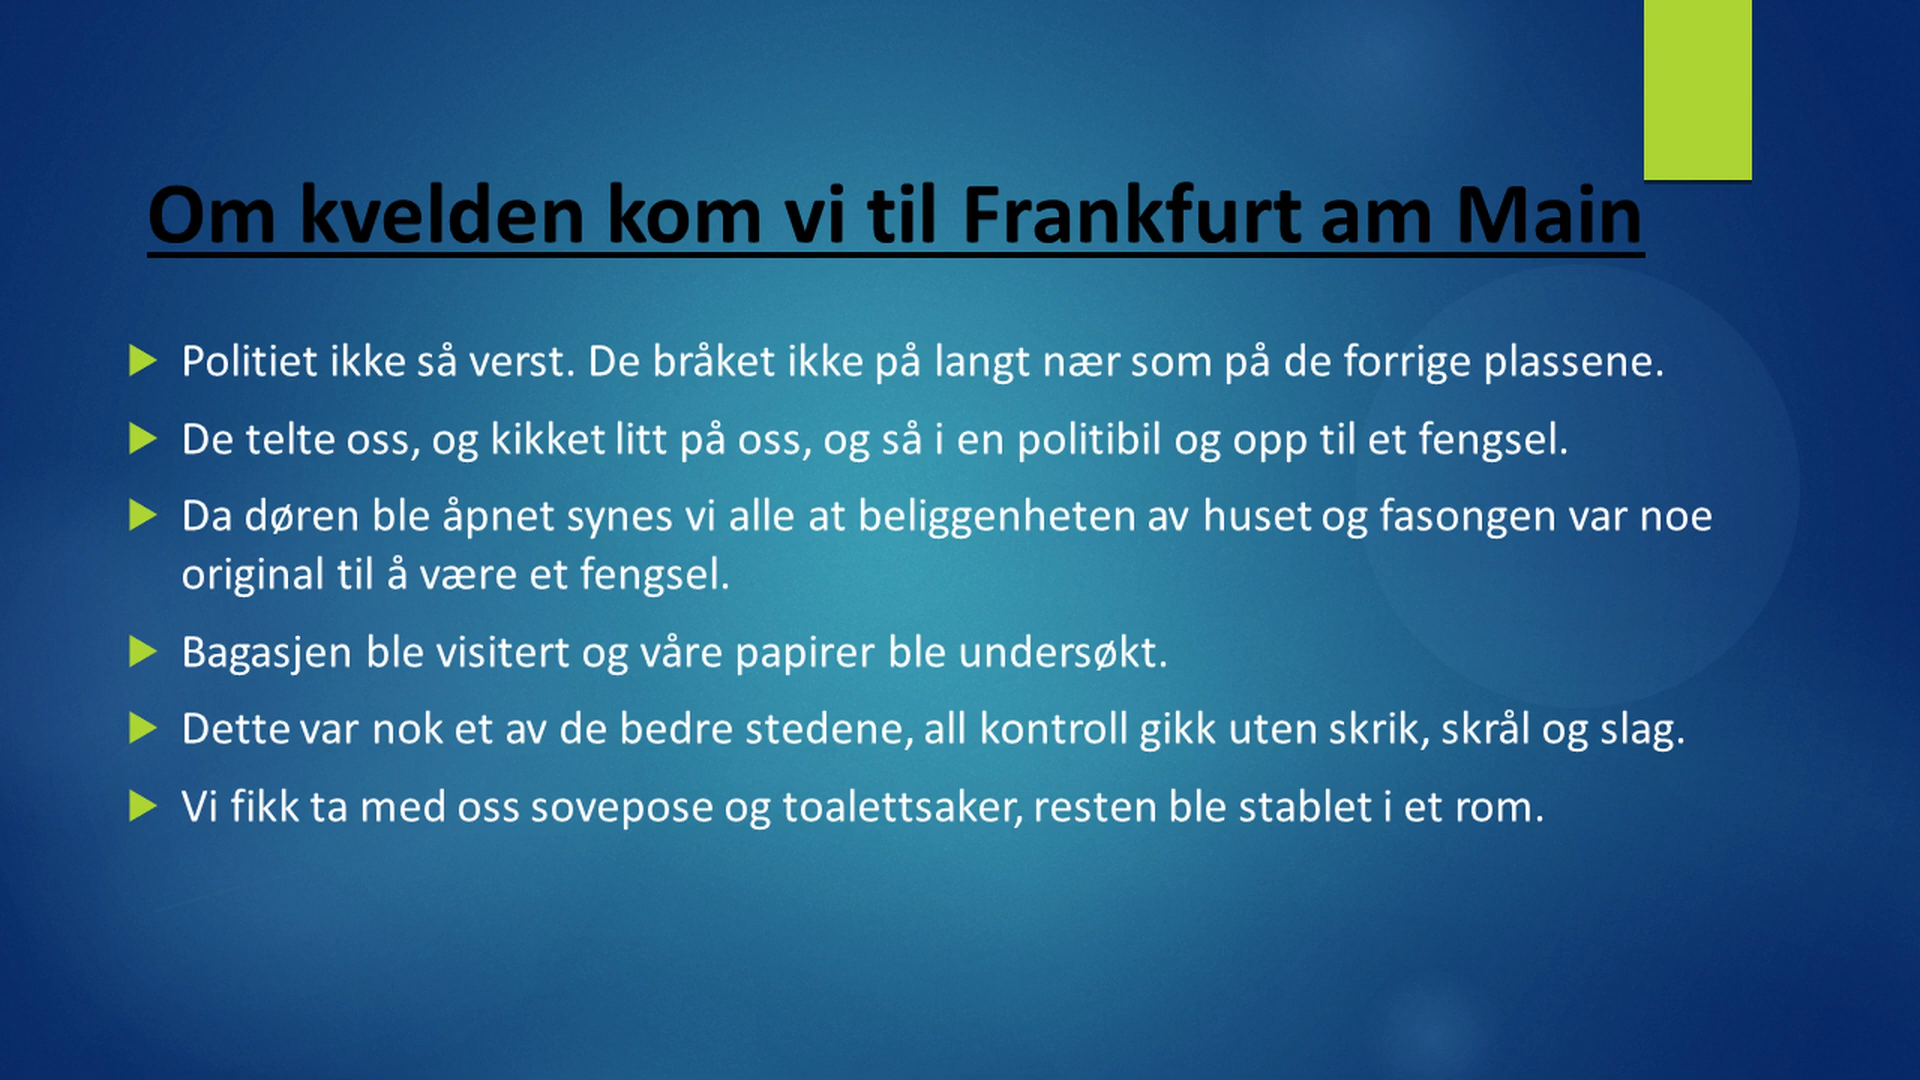 Om kvelden kom vi til Frankfurt am Main
Politiet ikke så verst. De bråket ikke på langt nær som på de forrige plassene.
De telte oss, og kikket litt på oss, og så i en politibil og opp til et fengsel.
Da døren ble åpnet synes vi alle at beliggenheten av huset og fasongen var noe
original til å være et fengsel.
Bagasjen ble visitert og våre papirer ble undersøkt.
Dette var nok et av de bedre stedene, all kontroll gikk uten skrik, skrål og slag.
Vi fikk ta med oss sovepose og toalettsaker, resten ble stablet i et rom.